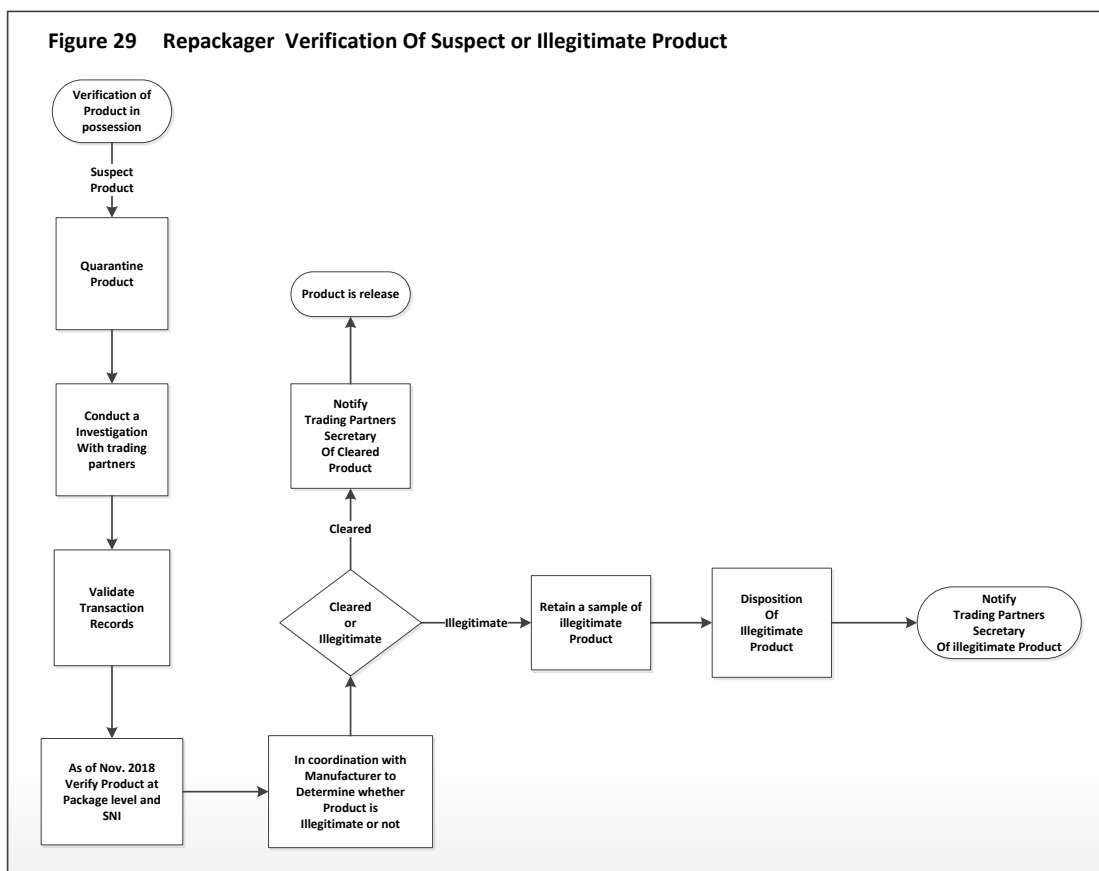 Figure 29 Repackager Verification Of Suspect or Illegitimate Product
Verification of
Product in
possession
Suspect
Product
Quarantine
Product
Conduct a
Investigation
With trading
partners
Validate
Transaction
Records
As of Nov. 2018
Verify Product at
Package level and
SNI
In coordination with
Manufacturer to
Determine whether
Product is
Illegitimate or not
Cleared
or
Illegitimate
Cleared
Notify
Trading Partners
Secretary
Of Cleared
Product
Product is release
Illegitimate
Retain a sample of
illegitimate
Product
Disposition
Of
Illegitimate
Product
Notify
Trading Partners
Secretary
Of illegitimate Product